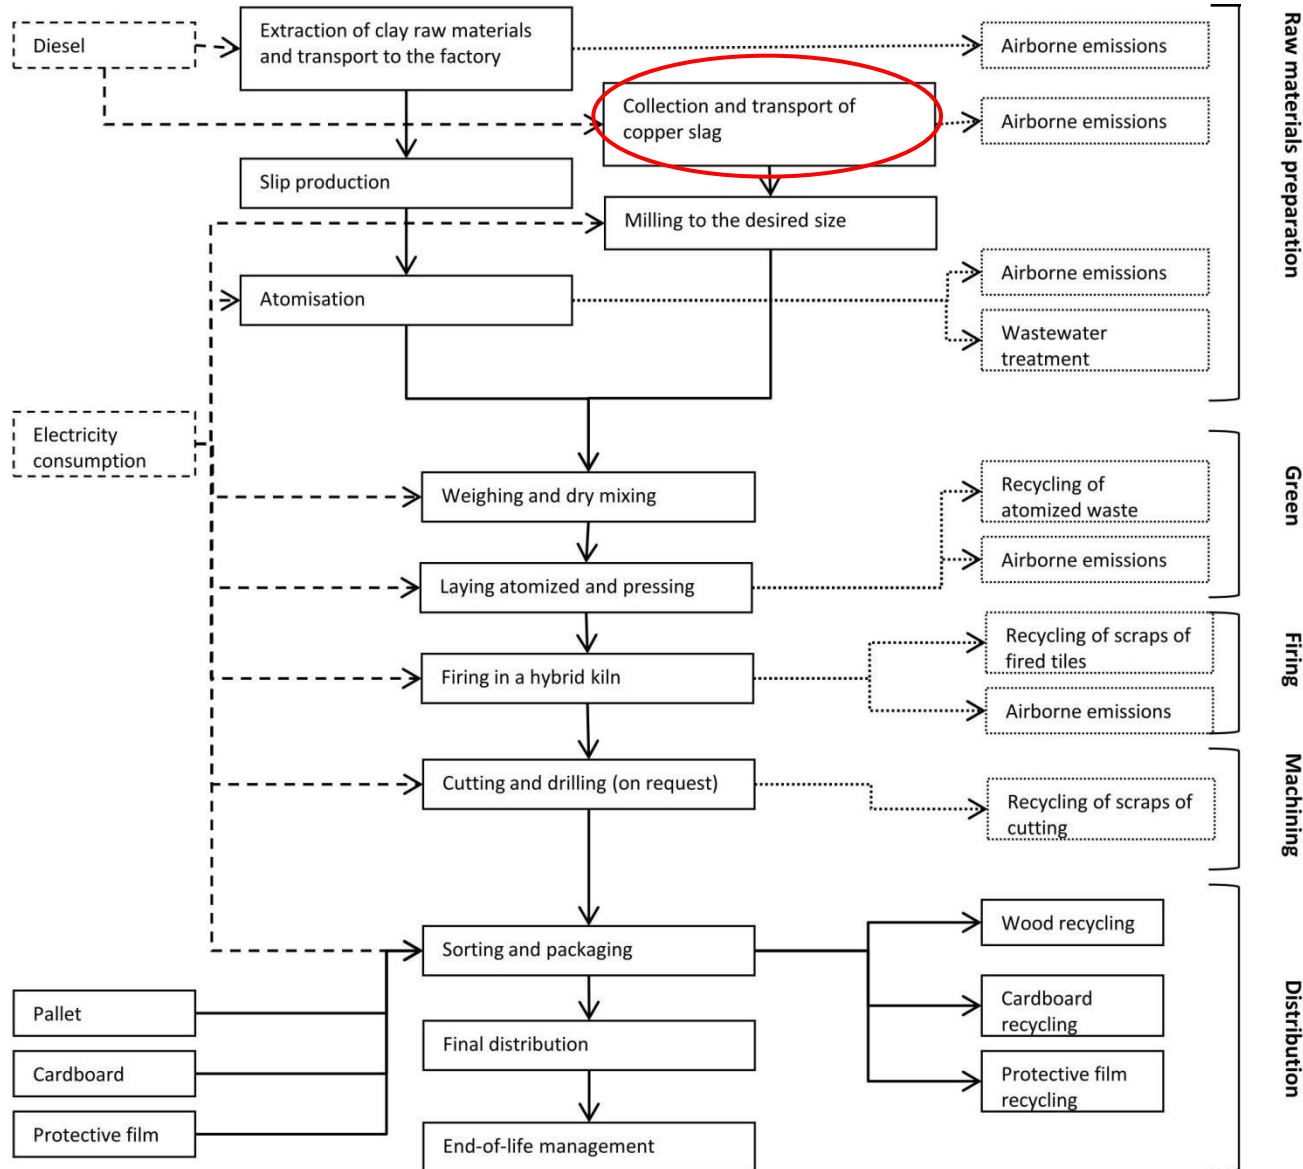 Diesel
Extraction of clay raw materials
and transport to the factory
Airborne emissions
Collection and transport of
copper slag
Airborne emissions
Slip production
Milling to the desired size
Atomisation
Airborne emissions
Wastewater
treatment
Raw materials preparation
Electricity
consumption
Weighing and dry mixing
Recycling of
atomized waste
Laying atomized and pressing
Airborne emissions
Green
Firing in a hybrid kiln
Recycling of scraps of
fired tiles
Airborne emissions
Firing
Cutting and drilling (on request)
Recycling of scraps of
cutting
Machining
Sorting and packaging
Wood recycling
Pallet
Cardboard
recycling
Final distribution
Cardboard
Protective film
recycling
Protective film
End-of-life management
Distribution